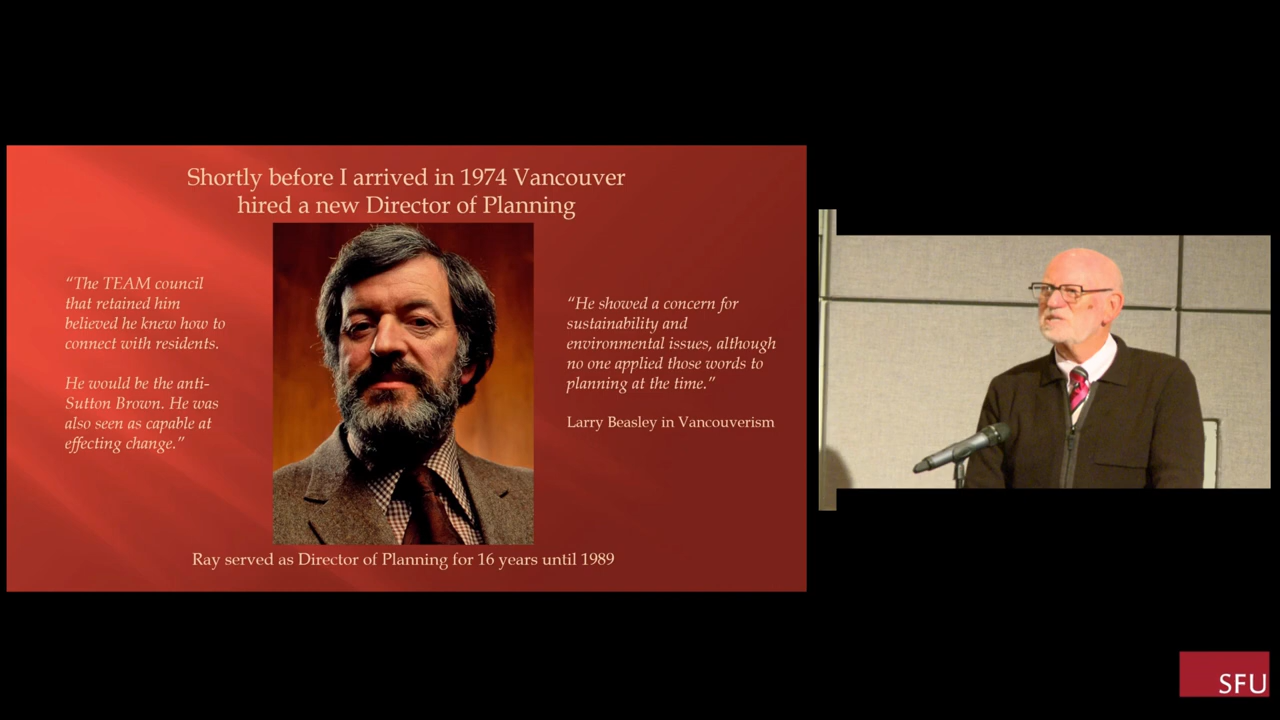 Shortly before I arrived in 1974 Vancouver
hired a new Director of Planning
“The TEAM council
that retained him
believed he knew how to
connect with residents.
He would be the anti-
Sutton Brown. He was
also seen as capable at
effecting change.”
“He showed a concern for
sustainability and
environmental issues, although
no one applied those words to
planning at the time.”
Larry Beasley in Vancouverism
Ray served as Director of Planning for 16 years until 1989
SFU